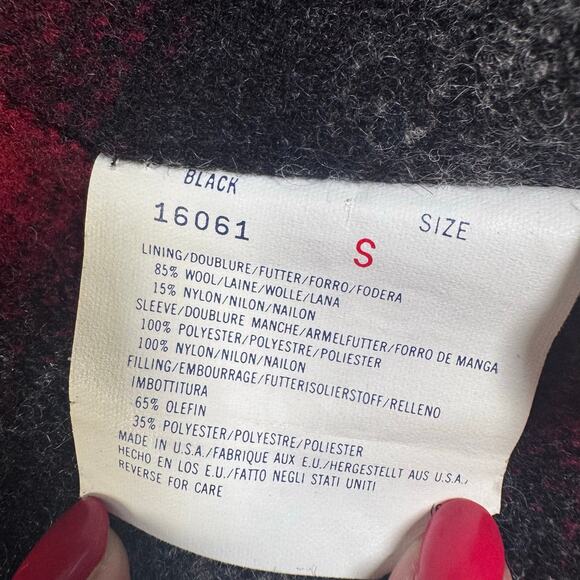 BLACK
16061 S SIZE
LINING/DOUBLURE/FUTTER/FORRO/FODERA
85% WOOL/LAINE/WOLLE/LANA
15% NYLON/NILON/NAILON
SLEEVE/DOUBLURE MANCHE/ARMELFUTTER/FORRO DE MANGA
100% POLYESTER/POLYESTRE/POLIESTER
100% NYLON/NILON/NAILON
FILLING/EMBOURRAGE/FUTTERISOLIERSTOFF/RELLENO
IMBOTTITURA
65% OLEFIN
35% POLYESTER/POLYESTRE/POLIESTER
MADE IN U.S.A./FABRIQUE AUX E.U./HERGESTELLT AUS U.S.A./
HECHO EN LOS E.U./FATTO NEGLI STATI UNITI
REVERSE FOR CARE